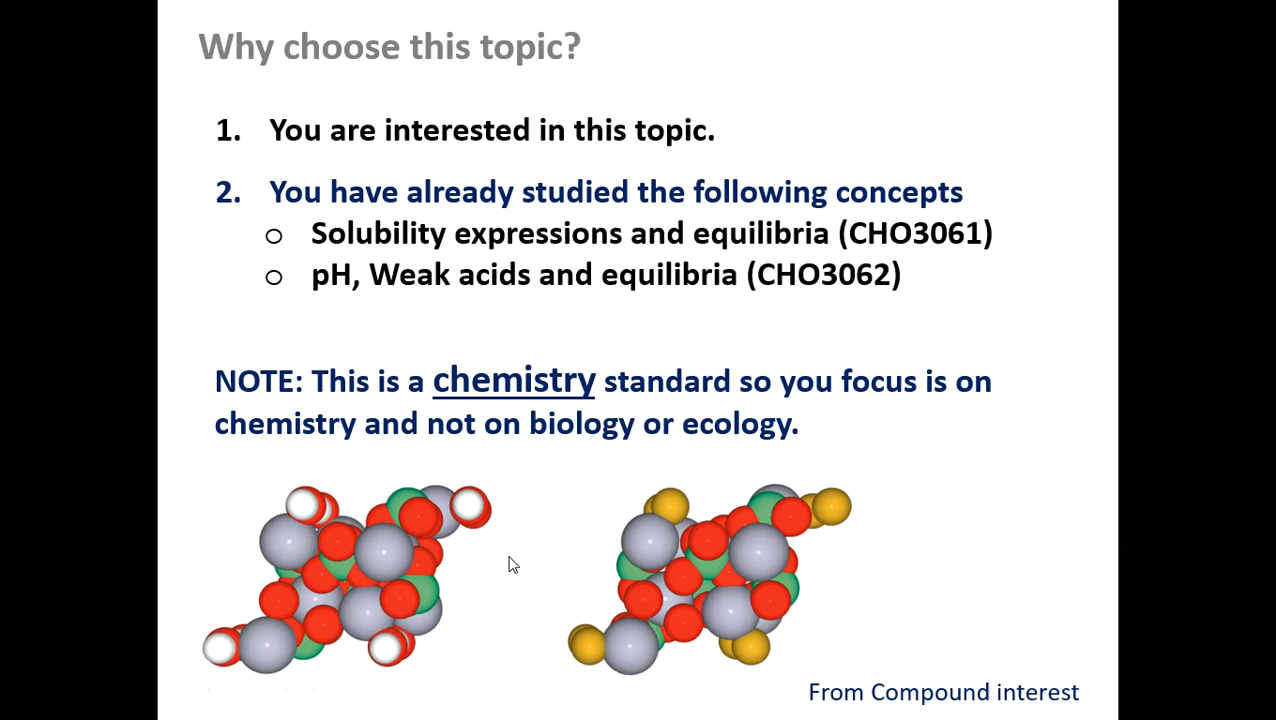 Why choose this topic?
1. You are interested in this topic.
2. You have already studied the following concepts
o Solubility expressions and equilibria (CHO3061)
o pH, Weak acids and equilibria (CHO3062)
NOTE: This is a chemistry standard so you focus is on
chemistry and not on biology or ecology.
From Compound interest